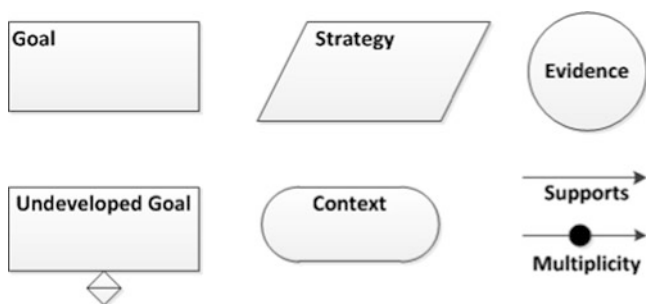 Goal
Strategy
Evidence
Undeveloped Goal
Context
Supports
Multiplicity